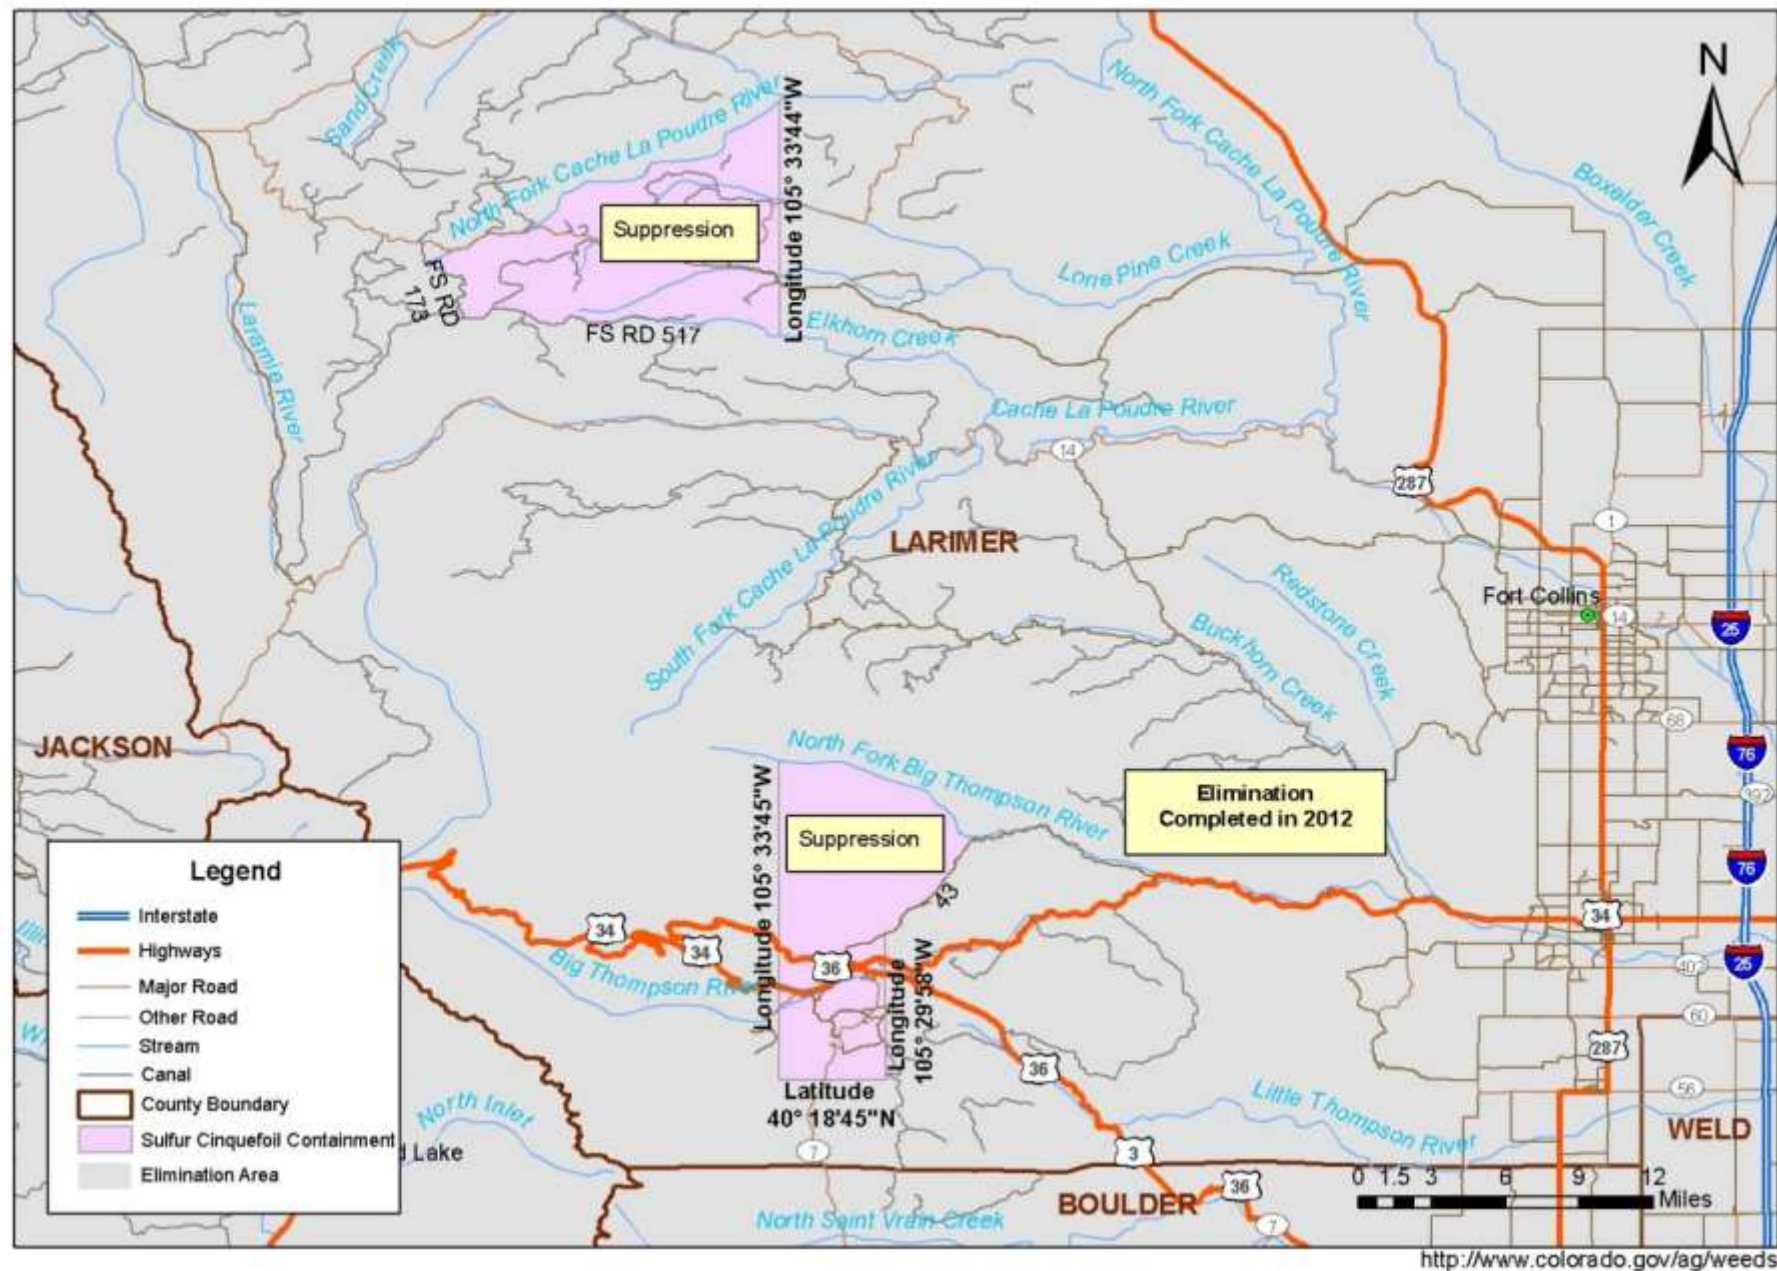 N
Sand Creek
North Fork Cache La Poudre River
Longitude 105° 33'44"W
North Fork Cache La Poudre River
Boxelder Creek
Suppression
FS RD
173
FS RD 517
Lone Pine Creek
Elkhorn Creek
Laramie River
Cache La Poudre River
14
287
South Fork Cache La Poudre River
LARIMER
1
Redstone Creek
Fort Collins
14
25
Buckhorn Creek
68
JACKSON
North Fork Big Thompson River
76
392
Longitude 105° 33'45"W
Suppression
Elimination
Completed in 2012
76
43
34
34
34
36
25
402
Big Thompson River
Longitude
105° 29'58"W
60
287
36
56
Latitude
40° 18'45"N
Little Thompson River
WELD
North Inlet
d Lake
7
3
36
BOULDER
7
North Saint Vrain Creek
Legend
Interstate
Highways
Major Road
Other Road
Stream
Canal
County Boundary
Sulfur Cinquefoil Containment
Elimination Area
0 1.5 3 6 9 12
Miles
http://www.colorado.gov/ag/weeds